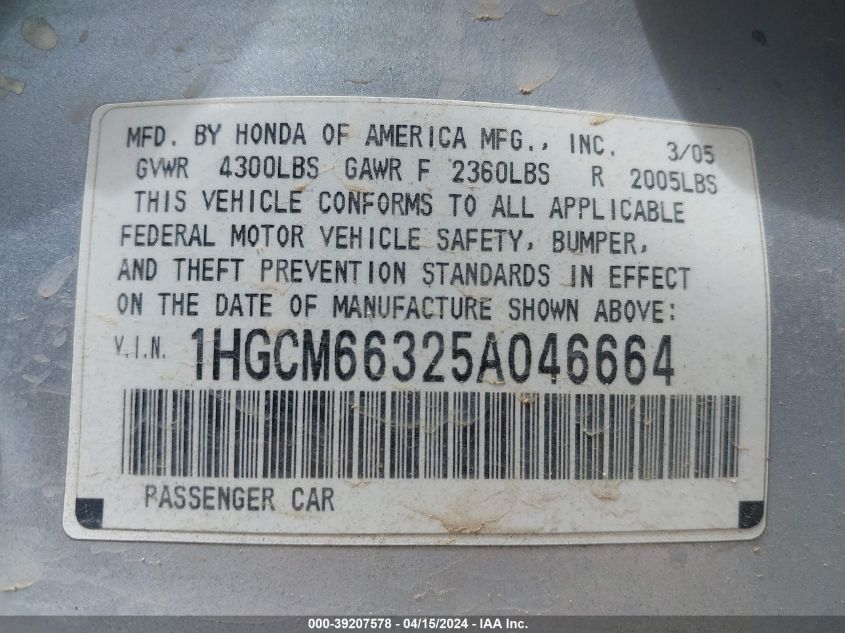 MFD. BY HONDA OF AMERICA MFG., INC. 3/05
GVWR 4300LBS GAWR F 2360LBS R 2005LBS
THIS VEHICLE CONFORMS TO ALL APPLICABLE
FEDERAL MOTOR VEHICLE SAFETY, BUMPER,
AND THEFT PREVENTION STANDARDS IN EFFECT
ON THE DATE OF MANUFACTURE SHOWN ABOVE:
V.I.N. 1HGCM66325A046664
PASSENGER CAR
000-39207578 - 04/15/2024 - IAA Inc.